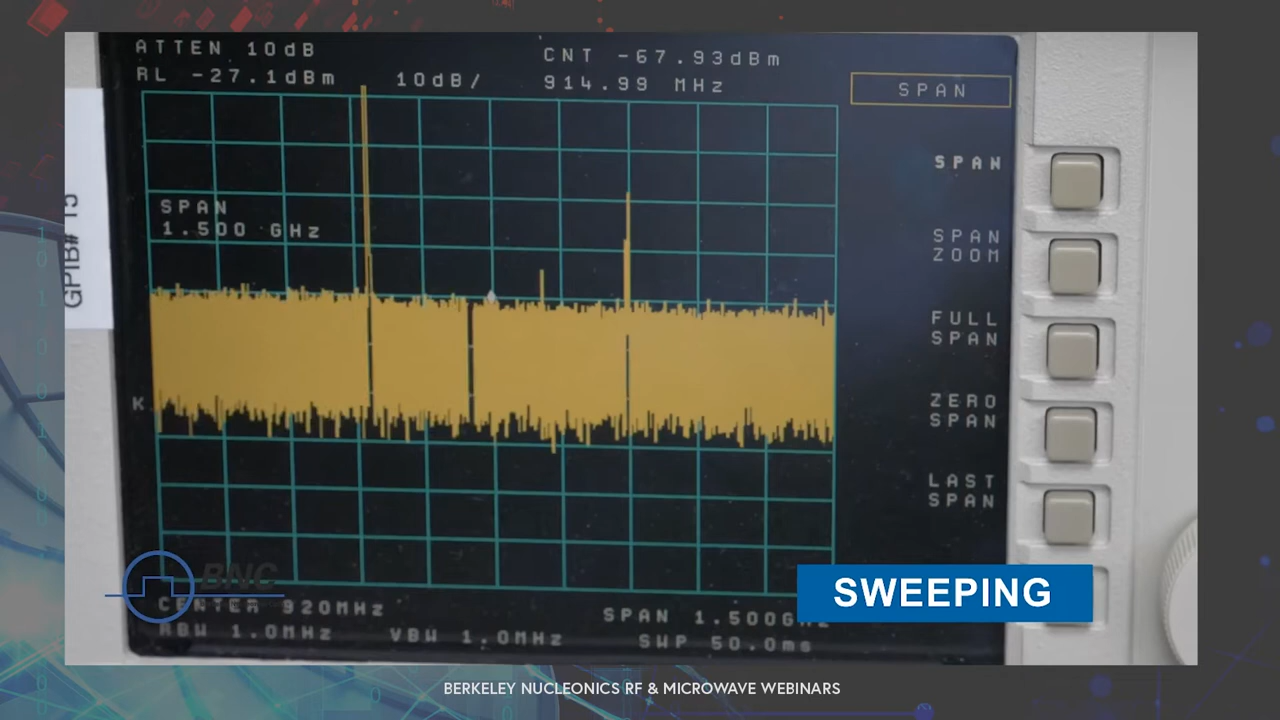 ATTEN 10dB
RL -27.1dBm
10dB/
CNT -67.93dBm
914.99 MHz
SPAN
SPAN
1.500 GHz
SPAN
SPAN
ZOOM
FULL
SPAN
ZERO
SPAN
LAST
SPAN
GPIB# 15
K
BNC
SWEEPING
CENTER 920MHz
SPAN 1.500GHz
RBW 1.0MHz
VBW 1.0MHz
SWP 50.0ms
BERKELEY NUCLEONICS RF & MICROWAVE WEBINARS